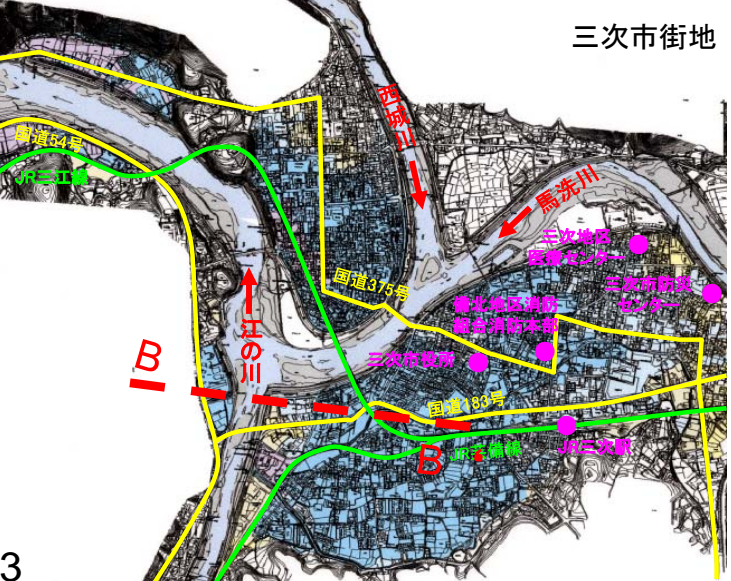 三次市街地
西城川
国道54号
JR三江線
馬洗川
三次地区
医療センター
三次市防災
センター
国道375号
備北地区消防
組合消防本部
江の川
三次市役所
B
国道183号
B'
JR芸備線
JR三次駅
3